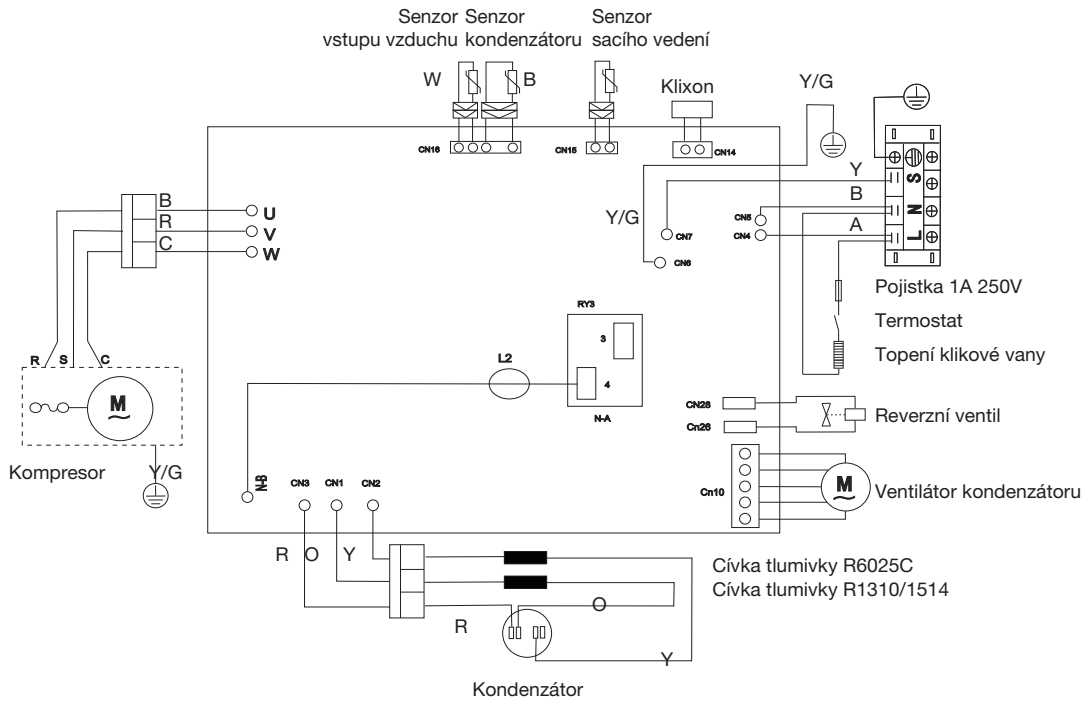 Senzor Senzor Senzor
vstupu vzduchu kondenzátoru sacího vedení
W B
Klixon
Y/G
CN16 CN15 CN14
Y
S
B
N
A
L
Y/G
CN5
CN7 CN4
CN6
B
U
R
V
C
W
Pojistka 1A 250V
Termostat
Topení klikové vany
RY3
3
L2
4
N-A
R S C
M
Kompresor
Y/G
CN28
Cn26
Reverzní ventil
Cn10
M
Ventilátor kondenzátoru
N-B
CN3 CN1 CN2
R O Y
Cívka tlumivky R6025C
Cívka tlumivky R1310/1514
O
R
Y
Kondenzátor